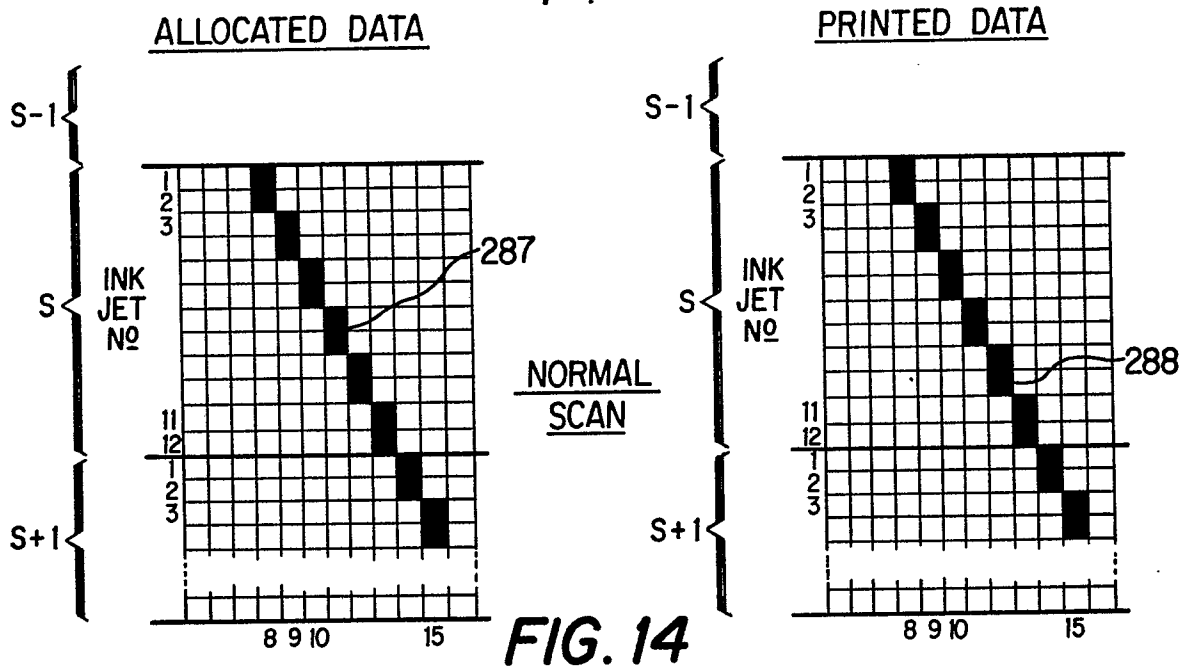 ALLOCATED DATA
S-1
S
S+1
INK
JET
Nº
1
2
3
11
12
1
2
3
8 9 10 15
287
NORMAL
SCAN
PRINTED DATA
S-1
S
S+1
INK
JET
Nº
1
2
3
11
12
1
2
3
8 9 10 15
288
FIG. 14